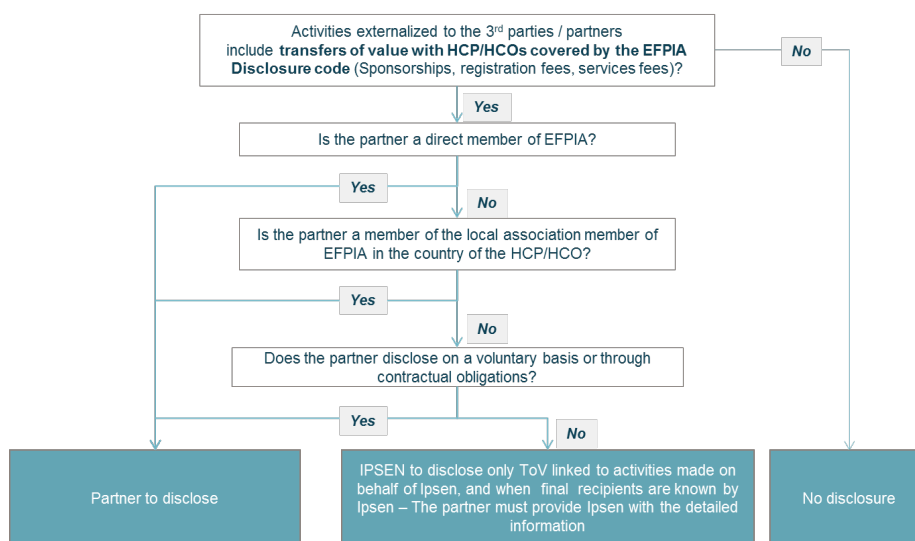 Activities externalized to the 3rd parties / partners
include transfers of value with HCP/HCOs covered by the EFPIA
Disclosure code (Sponsorships, registration fees, services fees)?
No
Yes
Is the partner a direct member of EFPIA?
Yes
No
Is the partner a member of the local association member of
EFPIA in the country of the HCP/HCO?
Yes
No
Does the partner disclose on a voluntary basis or through
contractual obligations?
Yes
No
Partner to disclose
IPSEN to disclose only ToV linked to activities made on
behalf of Ipsen, and when final recipients are known by
Ipsen – The partner must provide Ipsen with the detailed
information
No disclosure